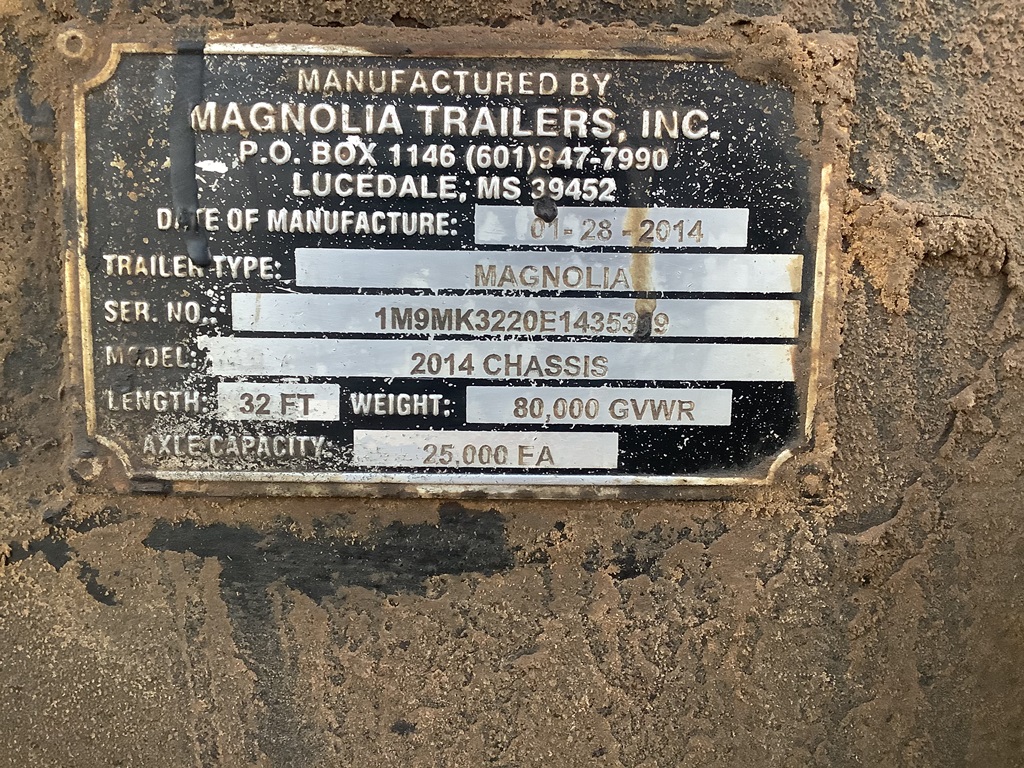 MANUFACTURED BY
MAGNOLIA TRAILERS, INC.
P.O. BOX 1146 (601)947-7990
LUCEDALE, MS 39452
DATE OF MANUFACTURE: 01-28-2014
TRAILER TYPE: MAGNOLIA
SER. NO.:
MODEL: 2014 CHASSIS
LENGTH: 32 FT WEIGHT: 80,000 GVWR
AXLE CAPACITY: 25,000 EA